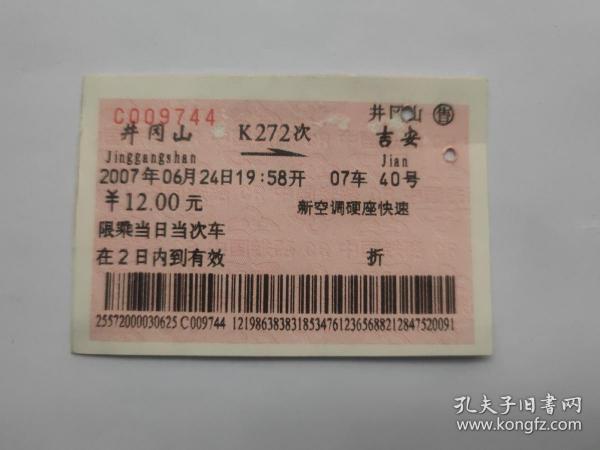 C009744
井冈山 售
井冈山 K272次 吉安
Jinggangshan Jian
2007年06月24日19:58开 07车 40号
¥12.00元 新空调硬座快速
限乘当日当次车
在2日内到有效 折
25572000030625 C009744 12198638383185347612365688212847520091
孔夫子旧书网
www.kongfz.com